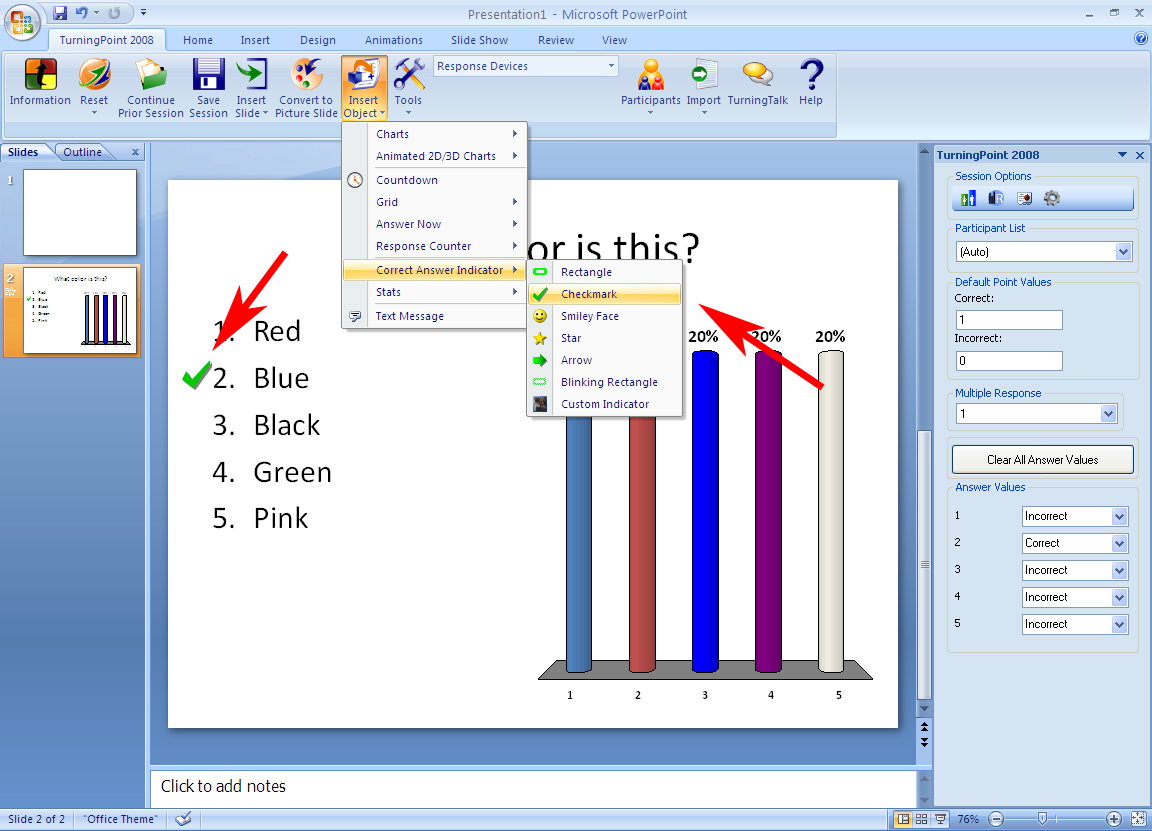 Presentation1 - Microsoft PowerPoint
TurningPoint 2008 Home Insert Design Animations Slide Show Review View
Information
Reset
Continue
Prior Session
Save
Session
Insert
Slide
Convert to
Picture Slide
Insert
Object
Tools
Response Devices
Participants
Import
TurningTalk
Help
Charts
Animated 2D/3D Charts
Countdown
Grid
Answer Now
Response Counter
Correct Answer Indicator
Stats
Text Message
Rectangle
Checkmark
Smiley Face
Star
Arrow
Blinking Rectangle
Custom Indicator
Slides Outline
1
2
What color is this?
1. Red
2. Blue
3. Black
4. Green
5. Pink
or is this?
1. Red
2. Blue
3. Black
4. Green
5. Pink
20% 20% 20%
1 2 3 4 5
Click to add notes
TurningPoint 2008
Session Options
Participant List
(Auto)
Default Point Values
Correct:
1
Incorrect:
0
Multiple Response
1
Clear All Answer Values
Answer Values
1 Incorrect
2 Correct
3 Incorrect
4 Incorrect
5 Incorrect
Slide 2 of 2 "Office Theme" 76%